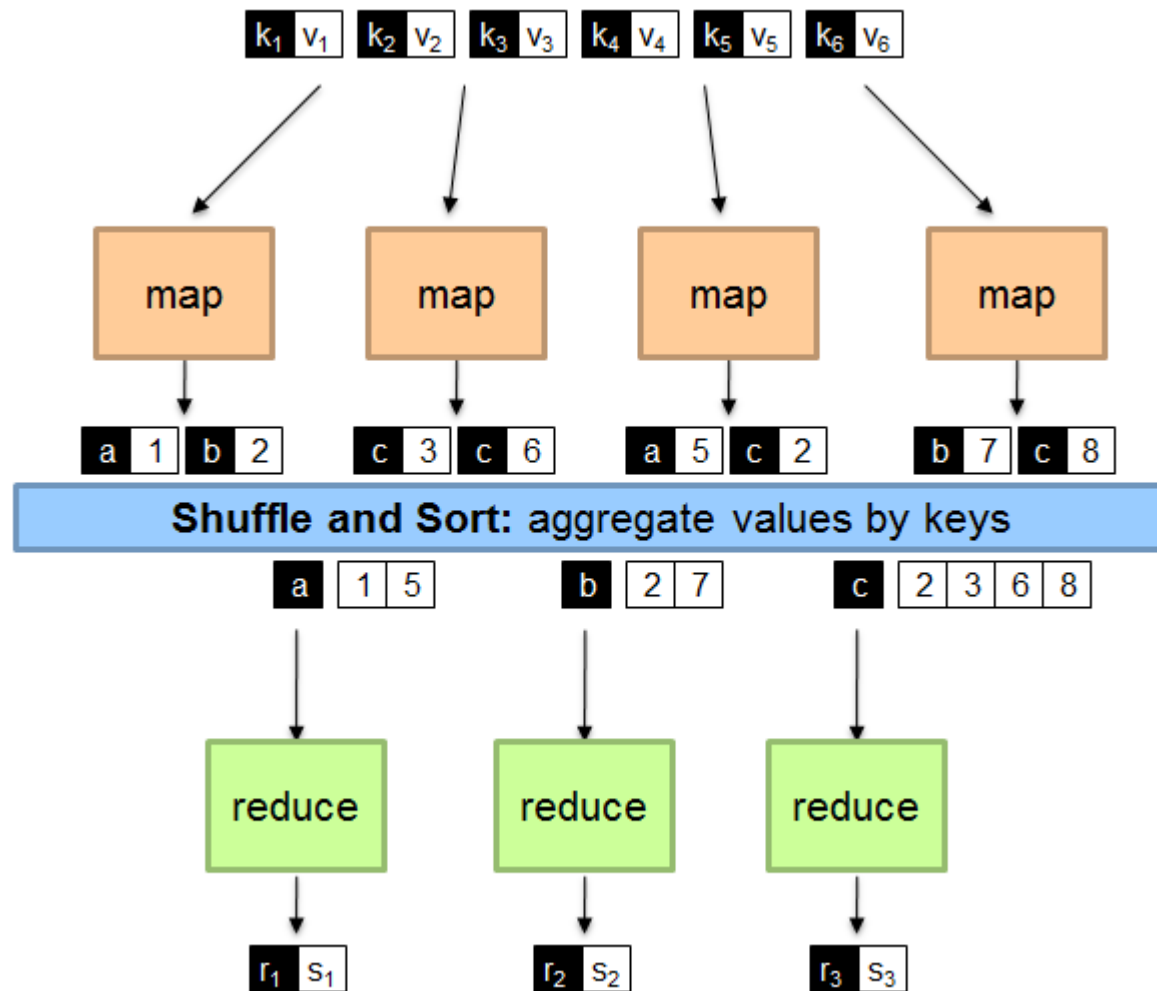 k₁ v₁ k₂ v₂ k₃ v₃ k₄ v₄ k₅ v₅ k₆ v₆
map map map map
a 1 b 2 c 3 c 6 a 5 c 2 b 7 c 8
Shuffle and Sort: aggregate values by keys
a 1 5 b 2 7 c 2 3 6 8
reduce reduce reduce
r₁ s₁ r₂ s₂ r₃ s₃